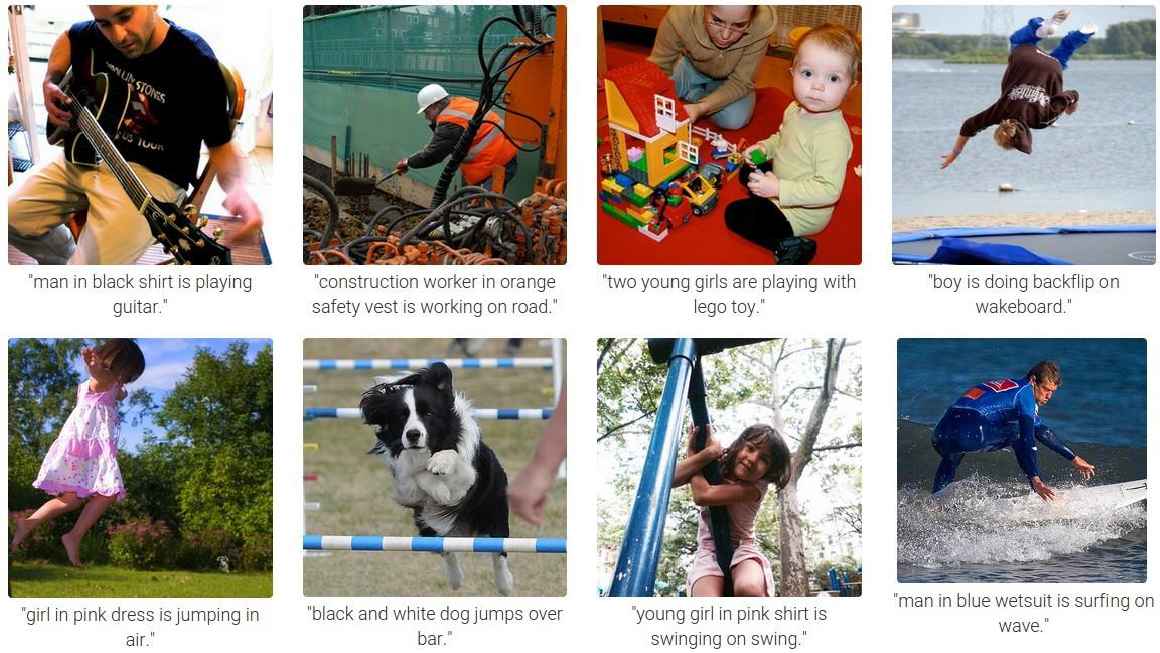 "man in black shirt is playing
guitar."
"construction worker in orange
safety vest is working on road."
"two young girls are playing with
lego toy."
"boy is doing backflip on
wakeboard."
"girl in pink dress is jumping in
air."
"black and white dog jumps over
bar."
"young girl in pink shirt is
swinging on swing."
"man in blue wetsuit is surfing on
wave."